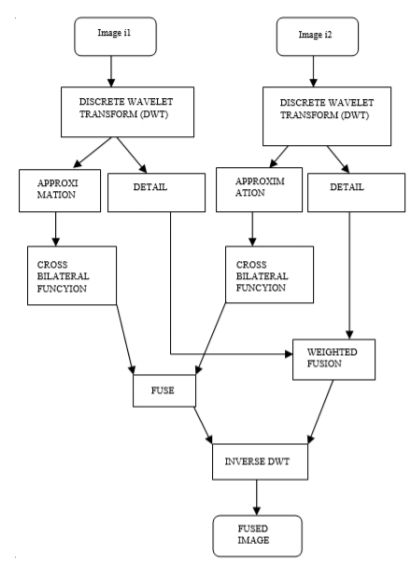 Image i1
Image i2
DISCRETE WAVELET
TRANSFORM (DWT)
DISCRETE WAVELET
TRANSFORM (DWT)
APPROXI
MATION
DETAIL
APPROXIM
ATION
DETAIL
CROSS
BILATERAL
FUNCYION
CROSS
BILATERAL
FUNCYION
WEIGHTED
FUSION
FUSE
INVERSE DWT
FUSED
IMAGE